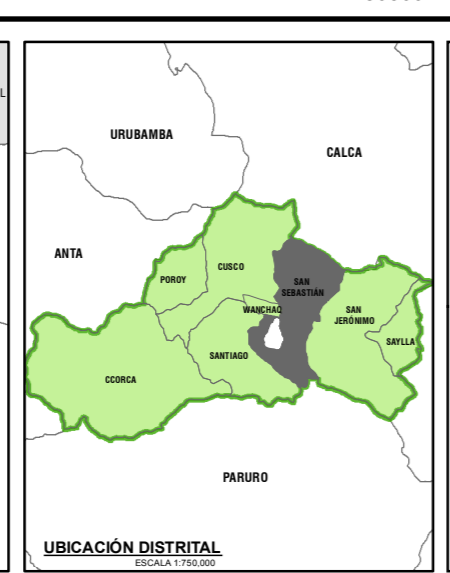 L
URUBAMBA
CALCA
ANTA
CUSCO
POROY
SAN
SEBASTIÁN
WANCHAQ
SAN
JERÓNIMO
SAYLLA
SANTIAGO
CCORCA
PARURO
UBICACIÓN DISTRITAL
ESCALA 1:750,000